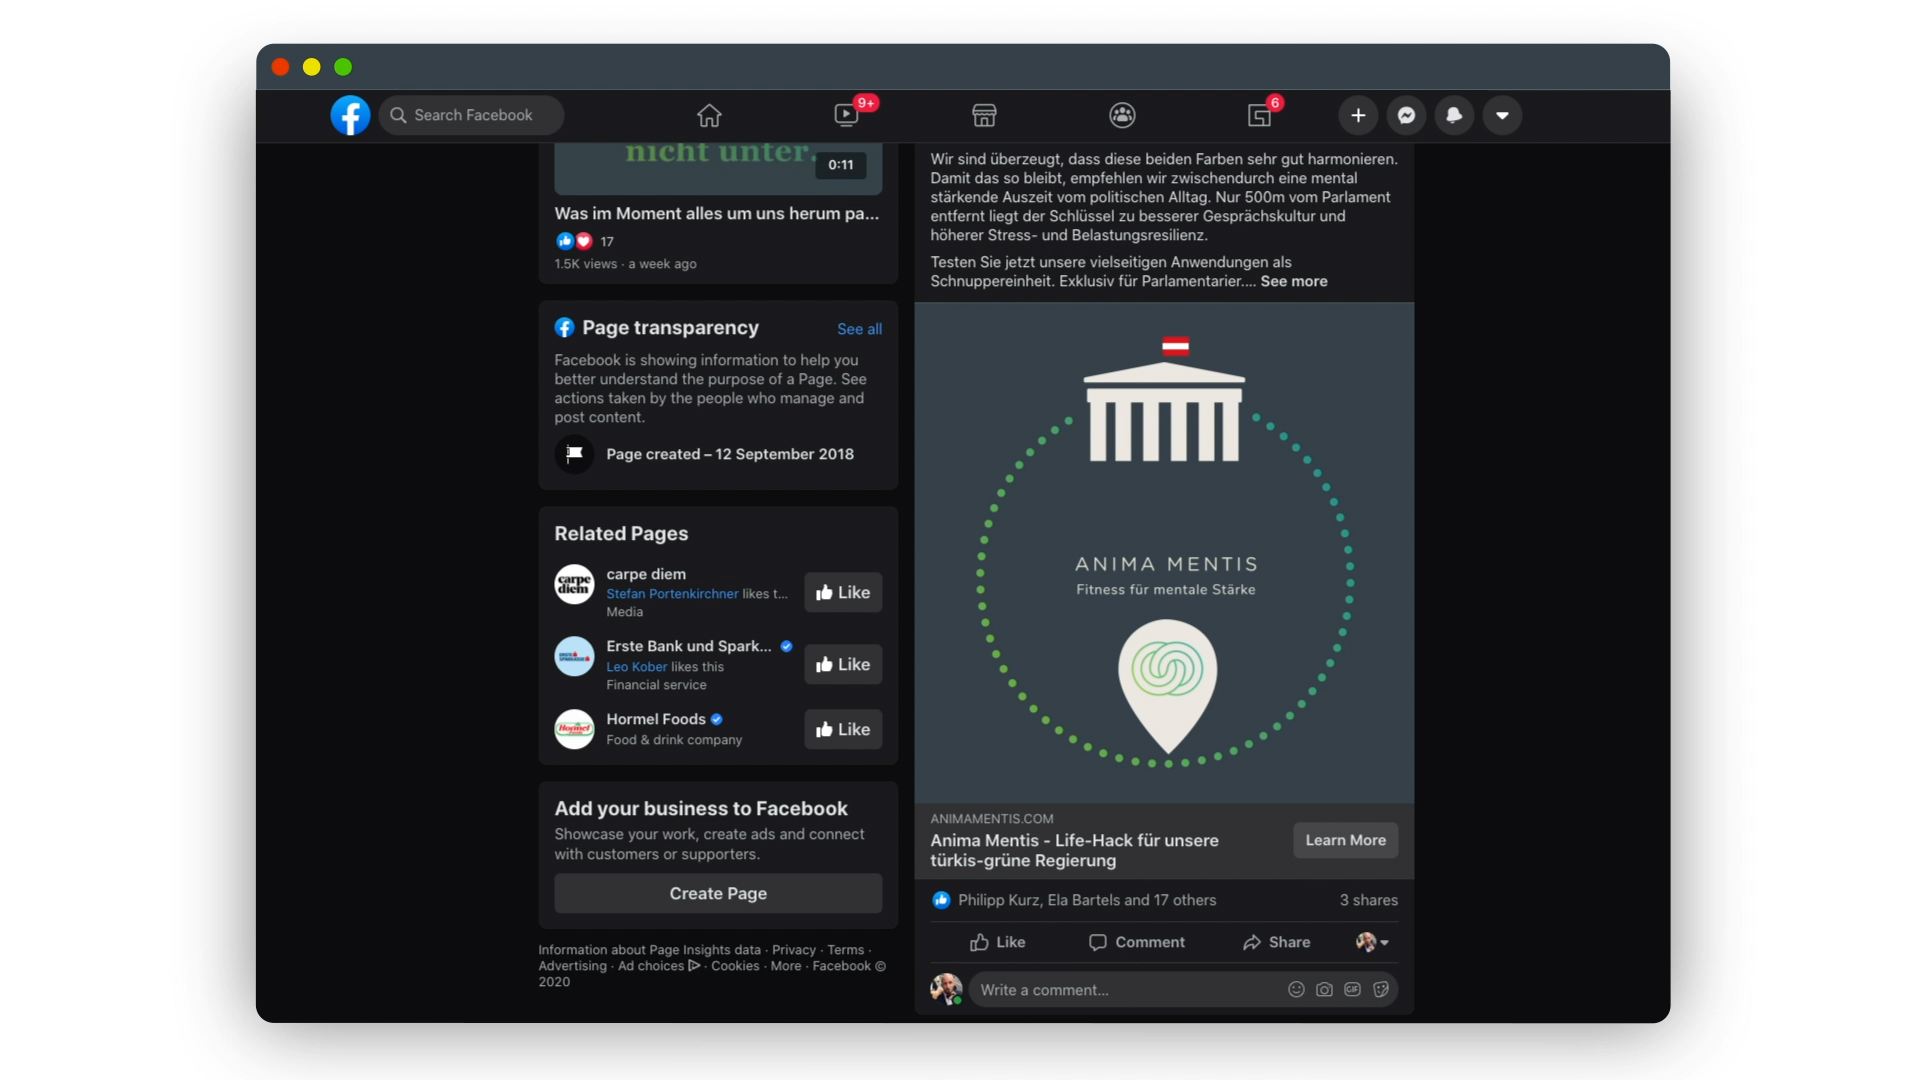 Search Facebook
9+
6
nicht unter.
0:11
Was im Moment alles um uns herum pa...
17
1.5K views · a week ago
Page transparency
See all
Facebook is showing information to help you
better understand the purpose of a Page. See
actions taken by the people who manage and
post content.
Page created – 12 September 2018
Related Pages
carpe diem
carpe diem
Stefan Portenkirchner likes t...
Media
Like
Erste Bank und Spark...
Leo Kober likes this
Financial service
Like
Hormel
Hormel Foods
Food & drink company
Like
Add your business to Facebook
Showcase your work, create ads and connect
with customers or supporters.
Create Page
Information about Page Insights data · Privacy · Terms ·
Advertising · Ad choices · Cookies · More · Facebook ©
2020
Wir sind überzeugt, dass diese beiden Farben sehr gut harmonieren.
Damit das so bleibt, empfehlen wir zwischendurch eine mental
stärkende Auszeit vom politischen Alltag. Nur 500m vom Parlament
entfernt liegt der Schlüssel zu besserer Gesprächskultur und
höherer Stress- und Belastungsresilienz.
Testen Sie jetzt unsere vielseitigen Anwendungen als
Schnuppereinheit. Exklusiv für Parlamentarier.... See more
ANIMA MENTIS
Fitness für mentale Stärke
ANIMAMENTIS.COM
Anima Mentis - Life-Hack für unsere
türkis-grüne Regierung
Learn More
Philipp Kurz, Ela Bartels and 17 others
3 shares
Like
Comment
Share
Write a comment...
GIF